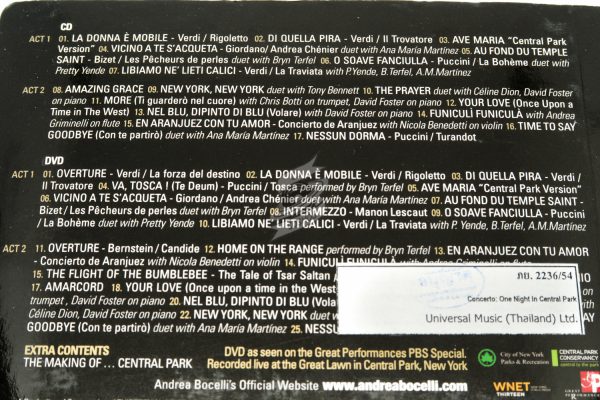 CD
ACT 1 01. LA DONNA È MOBILE - Verdi / Rigoletto 02. DI QUELLA PIRA - Verdi / Il Trovatore 03. AVE MARIA "Central Park
Version" 04. VICINO A TE S'ACQUETA - Giordano/Andrea Chénier duet with Ana María Martínez 05. AU FOND DU TEMPLE
SAINT - Bizet / Les Pêcheurs de perles duet with Bryn Terfel 06. O SOAVE FANCIULLA - Puccini / La Bohème duet with
Pretty Yende 07. LIBIAMO NE' LIETI CALICI - Verdi / La Traviata with P.Yende, B.Terfel, A.M.Martínez
ACT 2 08. AMAZING GRACE 09. NEW YORK, NEW YORK duet with Tony Bennett 10. THE PRAYER duet with Céline Dion, David Foster
on piano 11. MORE (Ti guarderò nel cuore) with Chris Botti on trumpet, David Foster on piano 12. YOUR LOVE (Once Upon a
Time in The West) 13. NEL BLU, DIPINTO DI BLU (Volare) with David Foster on piano 14. FUNICULÌ FUNICULÀ with Andrea
Griminelli on flute 15. EN ARANJUEZ CON TU AMOR - Concierto de Aranjuez with Nicola Benedetti on violin 16. TIME TO SAY
GOODBYE (Con te partirò) duet with Ana María Martínez 17. NESSUN DORMA - Puccini / Turandot
DVD
ACT 1 01. OVERTURE - Verdi / La forza del destino 02. LA DONNA È MOBILE - Verdi / Rigoletto 03. DI QUELLA PIRA - Verdi /
Il Trovatore 04. VA, TOSCA ! (Te Deum) - Puccini / Tosca performed by Bryn Terfel 05. AVE MARIA "Central Park Version"
06. VICINO A TE S'ACQUETA - Giordano / Andrea Chénier duet with Ana María Martínez 07. AU FOND DU TEMPLE SAINT -
Bizet / Les Pêcheurs de perles duet with Bryn Terfel 08. INTERMEZZO - Manon Lescaut 09. O SOAVE FANCIULLA - Puccini
/ La Bohème duet with Pretty Yende 10. LIBIAMO NE' LIETI CALICI - Verdi / La Traviata with P. Yende, B. Terfel, A.M. Martínez
ACT 2 11. OVERTURE - Bernstein / Candide 12. HOME ON THE RANGE performed by Bryn Terfel 13. EN ARANJUEZ CON TU AMOR
- Concierto de Aranjuez with Nicola Benedetti on violin 14. FUNICULÌ FUNICULÀ with Andrea Griminelli on flute
15. THE FLIGHT OF THE BUMBLEBEE - The Tale of Tsar Saltan /
17. AMARCORD 18. YOUR LOVE (Once upon a time in the West)
trumpet, David Foster on piano 20. NEL BLU, DIPINTO DI BLU (Volare)
Céline Dion, David Foster on piano 22. NEW YORK, NEW YORK duet
GOODBYE (Con te partirò) duet with Ana María Martínez 25. NESS
ภบ. 2236/54
Concerto: One Night In Central Park
Universal Music (Thailand) Ltd.
EXTRA CONTENTS
THE MAKING OF... CENTRAL PARK
DVD as seen on the Great Performances PBS Special.
Recorded live at the Great Lawn in Central Park, New York
City of New York
Parks & Recreation
CENTRAL PARK
CONSERVANCY
Andrea Bocelli's Official Website www.andreabocelli.com
WNET
THIRTEEN